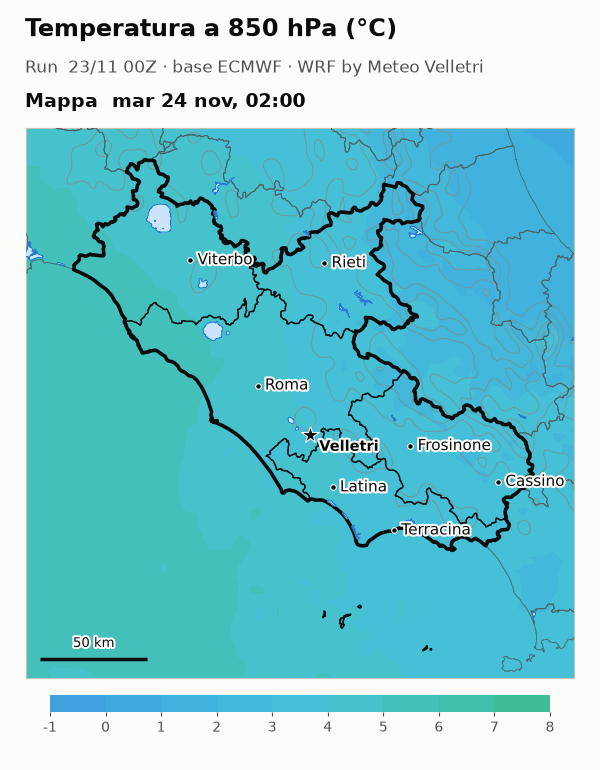 Temperatura a 850 hPa (°C)
Run  23/11 00Z · base ECMWF · WRF by Meteo Velletri
Mappa  mar 24 nov, 02:00
Viterbo
Rieti
Roma
Velletri
Frosinone
Cassino
Latina
Terracina
50 km
-1 0 1 2 3 4 5 6 7 8